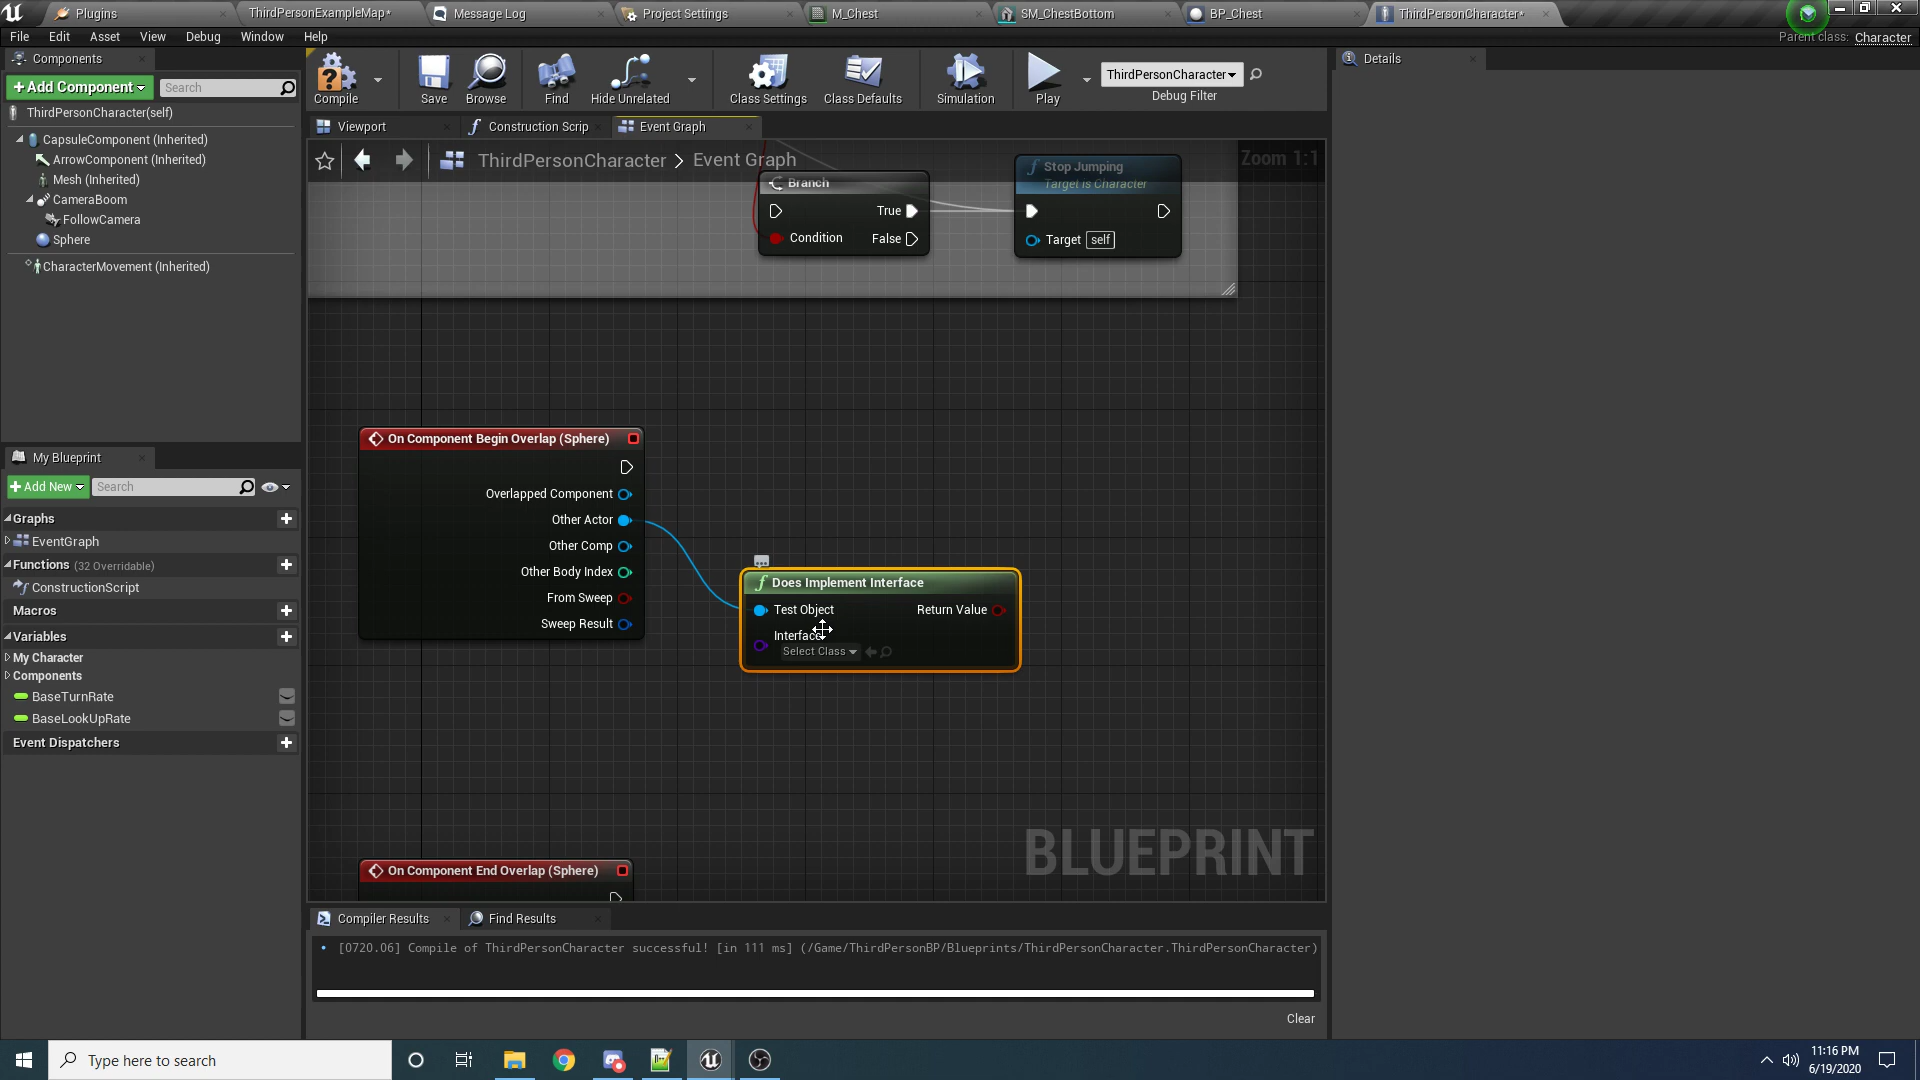 Plugins
ThirdPersonExampleMap*
Message Log
Project Settings
M_Chest
SM_ChestBottom
BP_Chest
ThirdPersonCharacter*
File Edit Asset View Debug Window Help
Parent class: Character
Components
+Add Component
Search
ThirdPersonCharacter(self)
CapsuleComponent (Inherited)
ArrowComponent (Inherited)
Mesh (Inherited)
CameraBoom
FollowCamera
Sphere
CharacterMovement (Inherited)
Compile
Save
Browse
Find
Hide Unrelated
Class Settings
Class Defaults
Simulation
Play
ThirdPersonCharacter
Debug Filter
Details
Viewport
Construction Scrip
Event Graph
ThirdPersonCharacter > Event Graph
Zoom 1:1
Branch
True
Condition
False
Stop Jumping
Target is Character
Target self
On Component Begin Overlap (Sphere)
Overlapped Component
Other Actor
Other Comp
Other Body Index
From Sweep
Sweep Result
Does Implement Interface
Test Object
Return Value
Interface
Select Class
On Component End Overlap (Sphere)
BLUEPRINT
My Blueprint
+Add New
Search
Graphs
EventGraph
Functions (32 Overridable)
ConstructionScript
Macros
Variables
My Character
Components
BaseTurnRate
BaseLookUpRate
Event Dispatchers
Compiler Results
Find Results
[0720.06] Compile of ThirdPersonCharacter successful! [in 111 ms] (/Game/ThirdPersonBP/Blueprints/ThirdPersonCharacter.ThirdPersonCharacter)
Clear
Type here to search
11:16 PM
6/19/2020